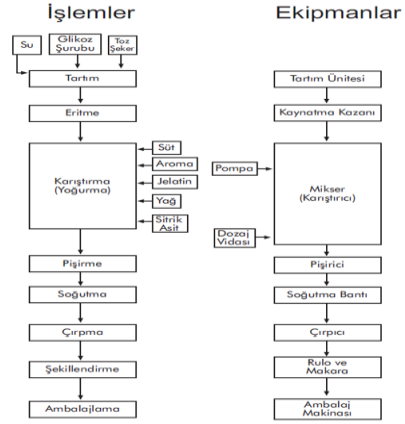 İşlemler
Su
Glikoz
Şurubu
Toz
Şeker
Tartım
Eritme
Karıştırma
(Yoğurma)
Süt
Aroma
Jelatin
Yağ
Sitrik
Asit
Pişirme
Soğutma
Çırpma
Şekillendirme
Ambalajlama
Ekipmanlar
Tartım Ünitesi
Kaynatma Kazanı
Pompa
Mikser
(Karıştırıcı)
Dozaj
Vidası
Pişirici
Soğutma Bantı
Çırpıcı
Rulo ve
Makara
Ambalaj
Makinası